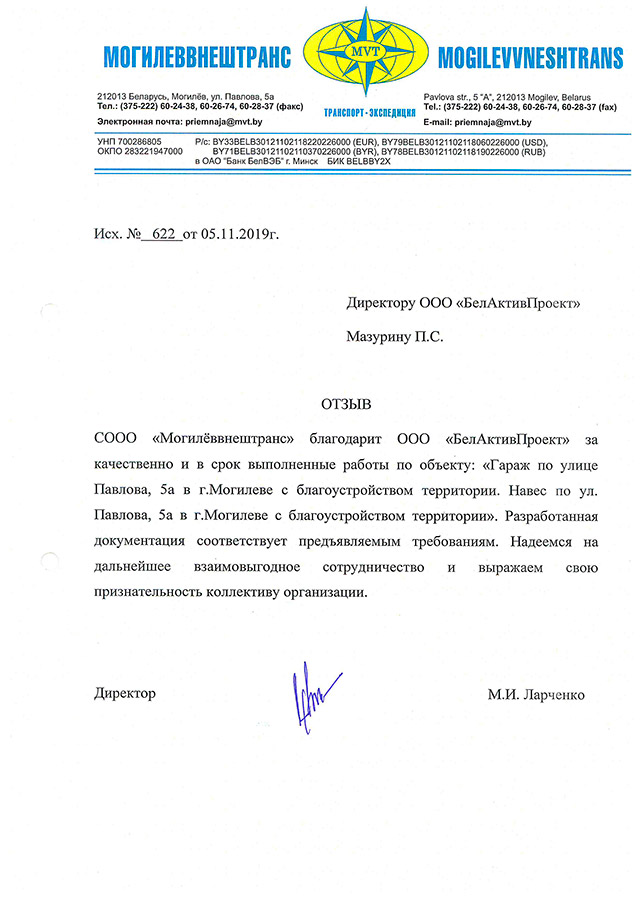 МОГИЛЕВВНЕШТРАНС
MVT
MOGILEVVNESHTRANS
ТРАНСПОРТ-ЭКСПЕДИЦИЯ
212013 Беларусь, Могилёв, ул. Павлова, 5а
Тел.: (375-222) 60-24-38, 60-26-74, 60-28-37 (факс)
Электронная почта: priemnaja@mvt.by
Pavlova str., 5 "A", 212013 Mogilev, Belarus
Tel.: (375-222) 60-24-38, 60-26-74, 60-28-37 (fax)
E-mail: priemnaja@mvt.by
УНП 700286805
ОКПО 283221947000
Р/с: BY33BELB30121102118220226000 (EUR), BY79BELB30121102118060226000 (USD),
BY71BELB30121102110370226000 (BYR), BY78BELB30121102118190226000 (RUB)
в ОАО "Банк БелВЭБ" г. Минск БИК BELBBY2X
Исх. № 622 от 05.11.2019г.
Директору ООО «БелАктивПроект»
Мазурину П.С.
ОТЗЫВ
СООО «Могилёввнештранс» благодарит ООО «БелАктивПроект» за
качественно и в срок выполненные работы по объекту: «Гараж по улице
Павлова, 5а в г.Могилеве с благоустройством территории. Навес по ул.
Павлова, 5а в г.Могилеве с благоустройством территории». Разработанная
документация соответствует предъявляемым требованиям. Надеемся на
дальнейшее взаимовыгодное сотрудничество и выражаем свою
признательность коллективу организации.
Директор
М.И. Ларченко